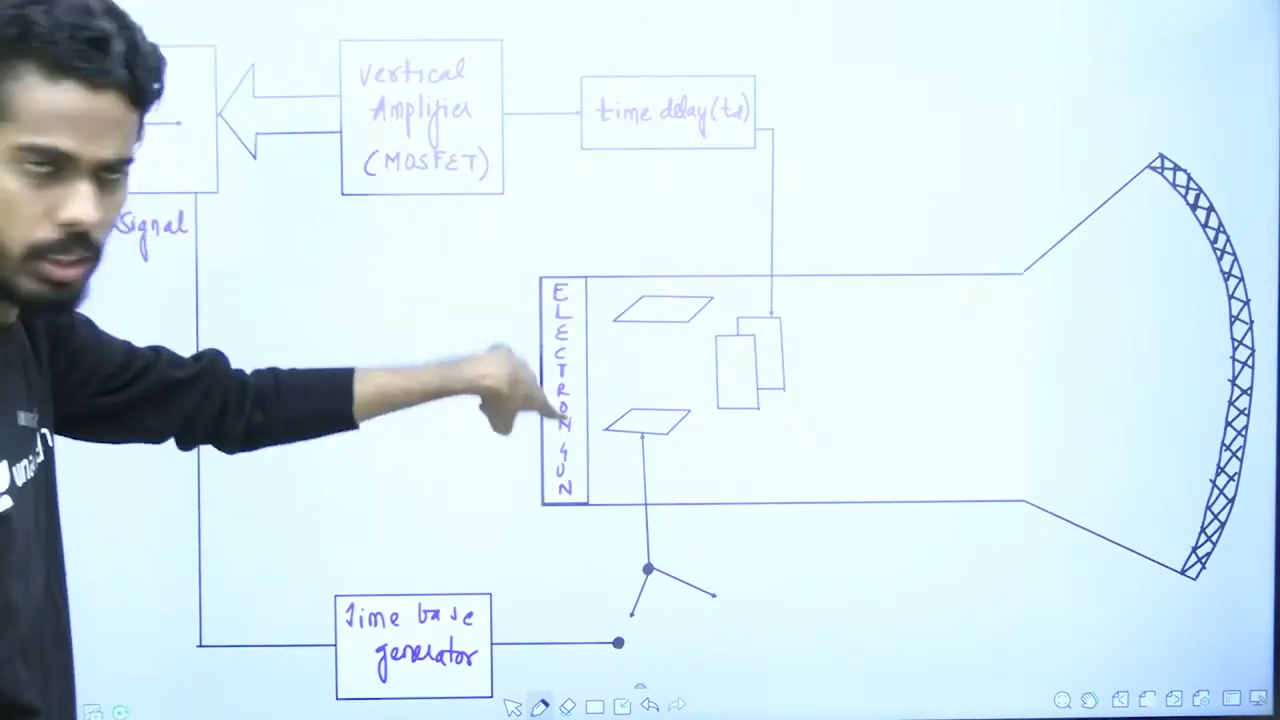 vertical
Amplifier
(MOSFET)
time delay (td)
Signal
ELECTRON GUN
Time base
generator